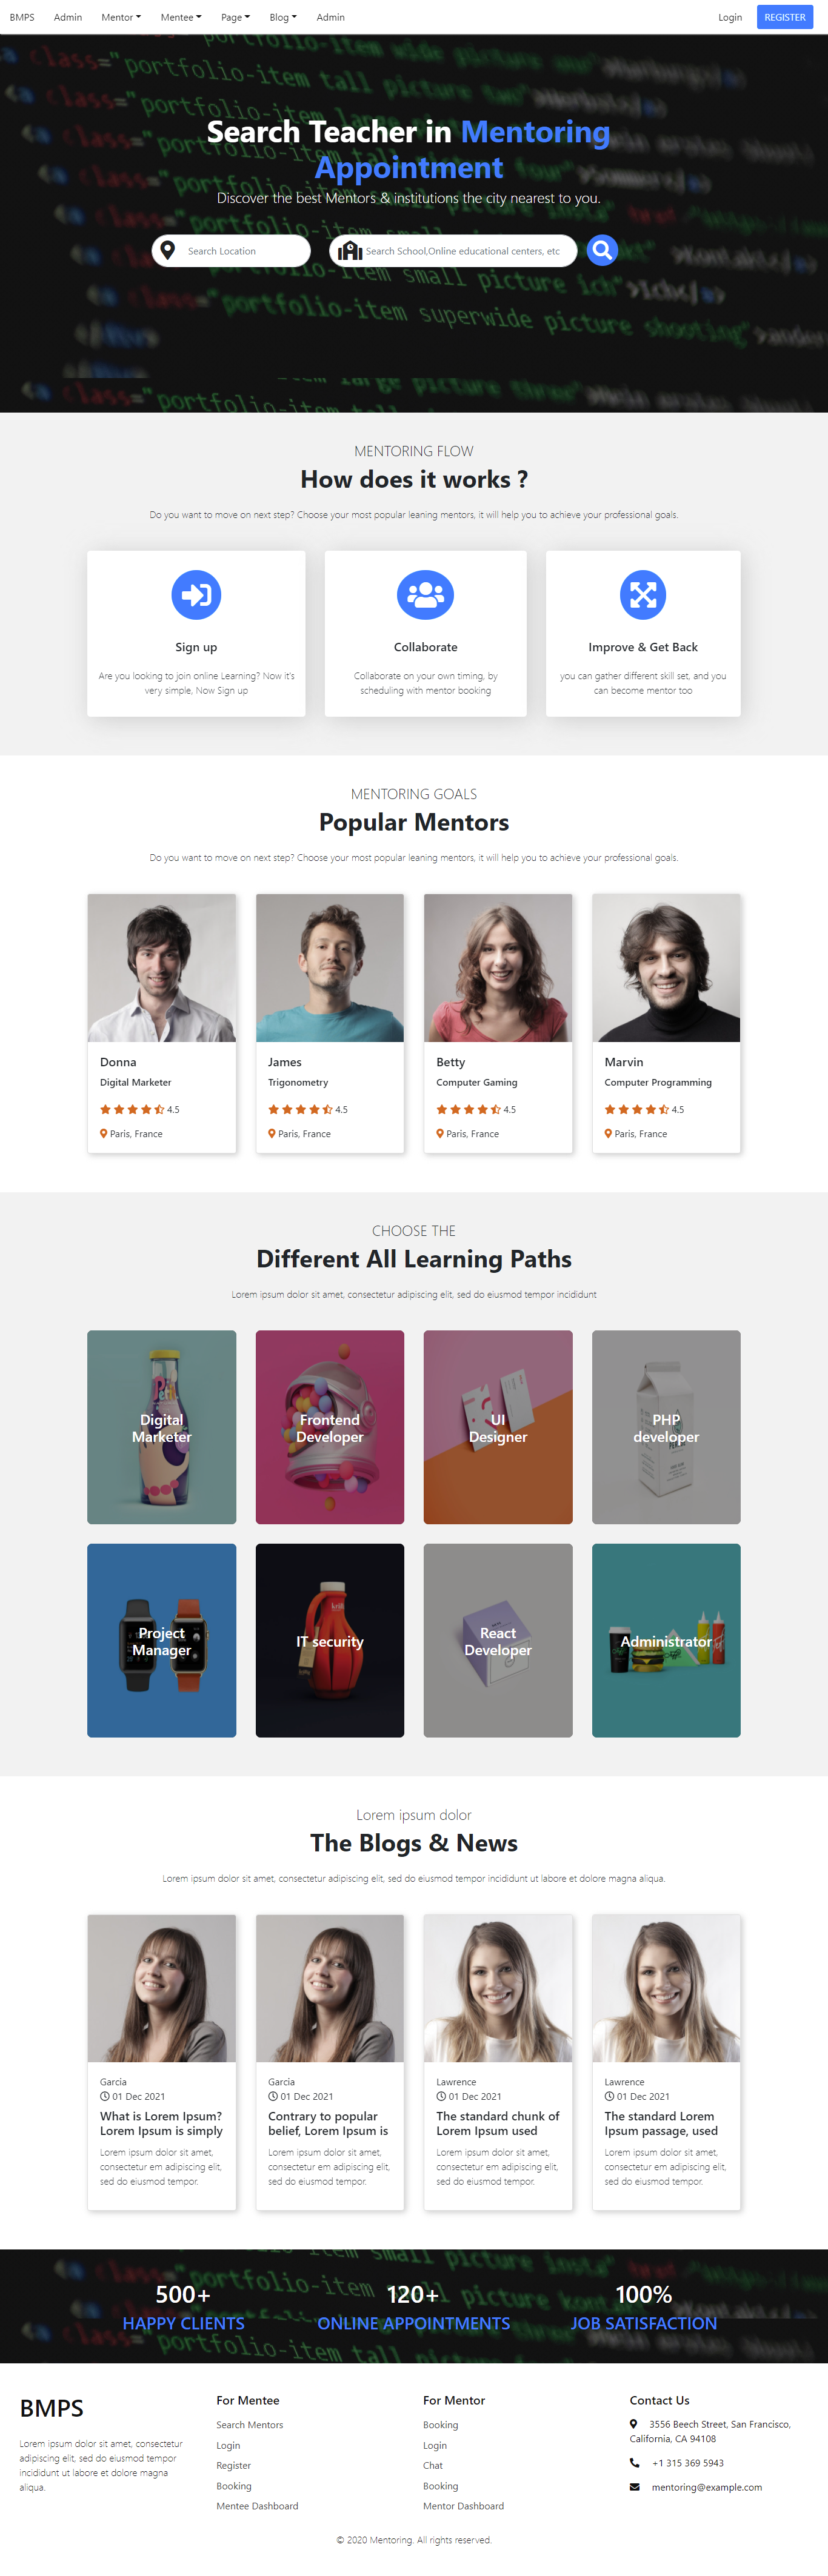 BMPS Admin Mentor Mentee Page Blog Admin Login REGISTER
Search Teacher in Mentoring
Appointment
Discover the best Mentors & institutions the city nearest to you.
Search Location Search School,Online educational centers, etc
MENTORING FLOW
How does it works ?
Do you want to move on next step? Choose your most popular leaning mentors, it will help you to achieve your professional goals.
Sign up
Are you looking to join online Learning? Now it's
very simple, Now Sign up
Collaborate
Collaborate on your own timing, by
scheduling with mentor booking
Improve & Get Back
you can gather different skill set, and you
can become mentor too
MENTORING GOALS
Popular Mentors
Do you want to move on next step? Choose your most popular leaning mentors, it will help you to achieve your professional goals.
Donna
Digital Marketer
4.5
Paris, France
James
Trigonometry
4.5
Paris, France
Betty
Computer Gaming
4.5
Paris, France
Marvin
Computer Programming
4.5
Paris, France
CHOOSE THE
Different All Learning Paths
Lorem ipsum dolor sit amet, consectetur adipiscing elit, sed do eiusmod tempor incididunt
Digital
Marketer
Frontend
Developer
UI
Designer
PHP
developer
Project
Manager
IT security
React
Developer
Administrator
Lorem ipsum dolor
The Blogs & News
Lorem ipsum dolor sit amet, consectetur adipiscing elit, sed do eiusmod tempor incididunt ut labore et dolore magna aliqua.
Garcia
01 Dec 2021
What is Lorem Ipsum?
Lorem Ipsum is simply
Lorem ipsum dolor sit amet,
consectetur em adipiscing elit,
sed do eiusmod tempor.
Garcia
01 Dec 2021
Contrary to popular
belief, Lorem Ipsum is
Lorem ipsum dolor sit amet,
consectetur em adipiscing elit,
sed do eiusmod tempor.
Lawrence
01 Dec 2021
The standard chunk of
Lorem Ipsum used
Lorem ipsum dolor sit amet,
consectetur em adipiscing elit,
sed do eiusmod tempor.
Lawrence
01 Dec 2021
The standard Lorem
Ipsum passage, used
Lorem ipsum dolor sit amet,
consectetur em adipiscing elit,
sed do eiusmod tempor.
500+
HAPPY CLIENTS
120+
ONLINE APPOINTMENTS
100%
JOB SATISFACTION
BMPS
Lorem ipsum dolor sit amet, consectetur
adipiscing elit, sed do eiusmod tempor
incididunt ut labore et dolore magna
aliqua.
For Mentee
Search Mentors
Login
Register
Booking
Mentee Dashboard
For Mentor
Booking
Login
Chat
Booking
Mentor Dashboard
Contact Us
3556 Beech Street, San Francisco,
California, CA 94108
+1 315 369 5943
mentoring@example.com
© 2020 Mentoring. All rights reserved.